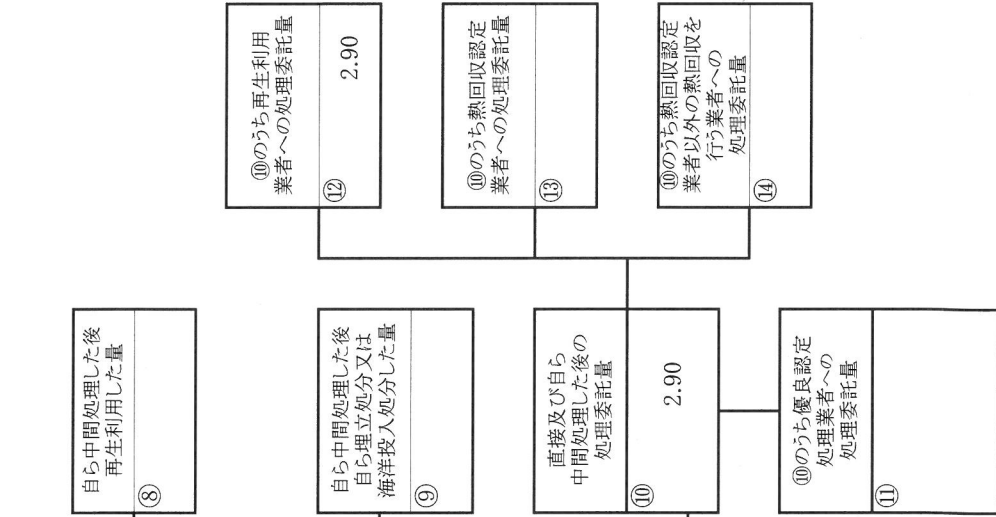 自ら中間処理した後
再生利用した量
⑧
自ら中間処理した後
自ら埋立処分又は
海洋投入処分した量
⑨
直接及び自ら
中間処理した後の
処理委託量
⑩
2.90
⑩のうち優良認定
処理業者への
処理委託量
⑪
⑩のうち再生利用
業者への処理委託量
⑫
2.90
⑩のうち熱回収認定
業者への処理委託量
⑬
⑩のうち熱回収認定
業者以外の熱回収を
行う業者への
処理委託量
⑭